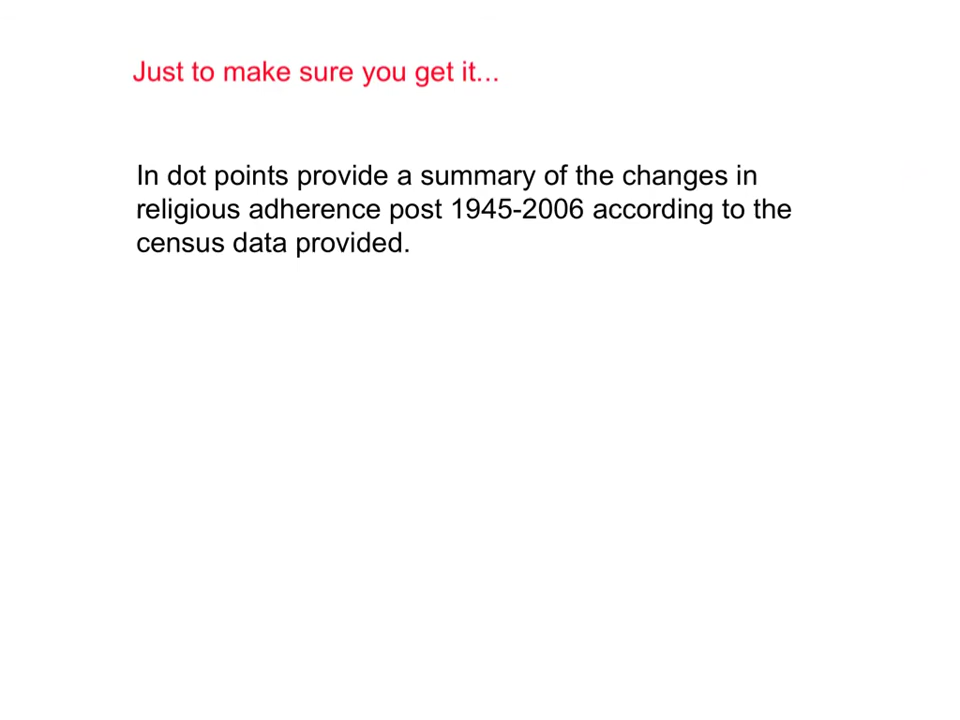 Just to make sure you get it...
In dot points provide a summary of the changes in
religious adherence post 1945-2006 according to the
census data provided.